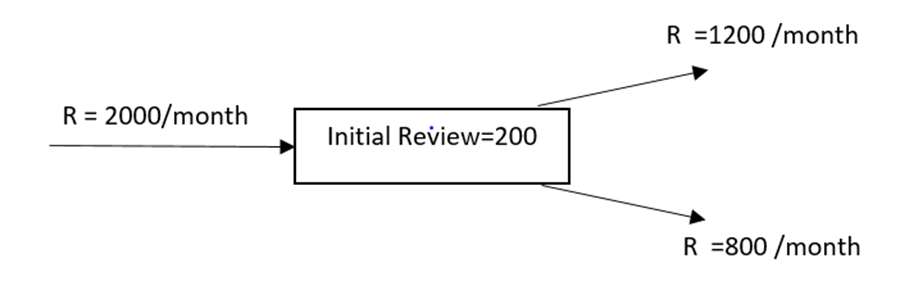 R =1200 /month
R = 2000/month
Initial Review=200
R =800 /month